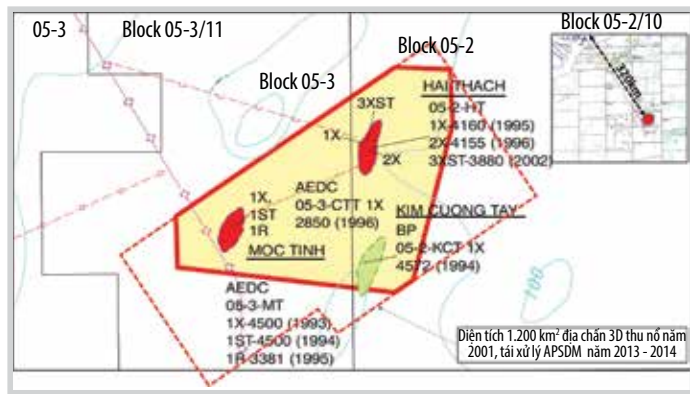 05-3
Block 05-3/11
Block 05-2/10
Block 05-2
Block 05-3
320km
HAI THACH
05-2-HT
1X-4160 (1995)
2X-4155 (1996)
3XST-3880 (2002)
3XST
1X
2X
AEDC
05-3-CTT 1X
2850 (1996)
1X,
1ST
1R
MOC TINH
KIM CUONG TAY
BP
05-2-KCT 1X
4572 (1994)
AEDC
05-3-MT
1X-4500 (1993)
1ST-4500 (1994)
1R-3381 (1995)
100
Diện tích 1.200 km² địa chấn 3D thu nổ năm
2001, tái xử lý APSDM năm 2013 - 2014